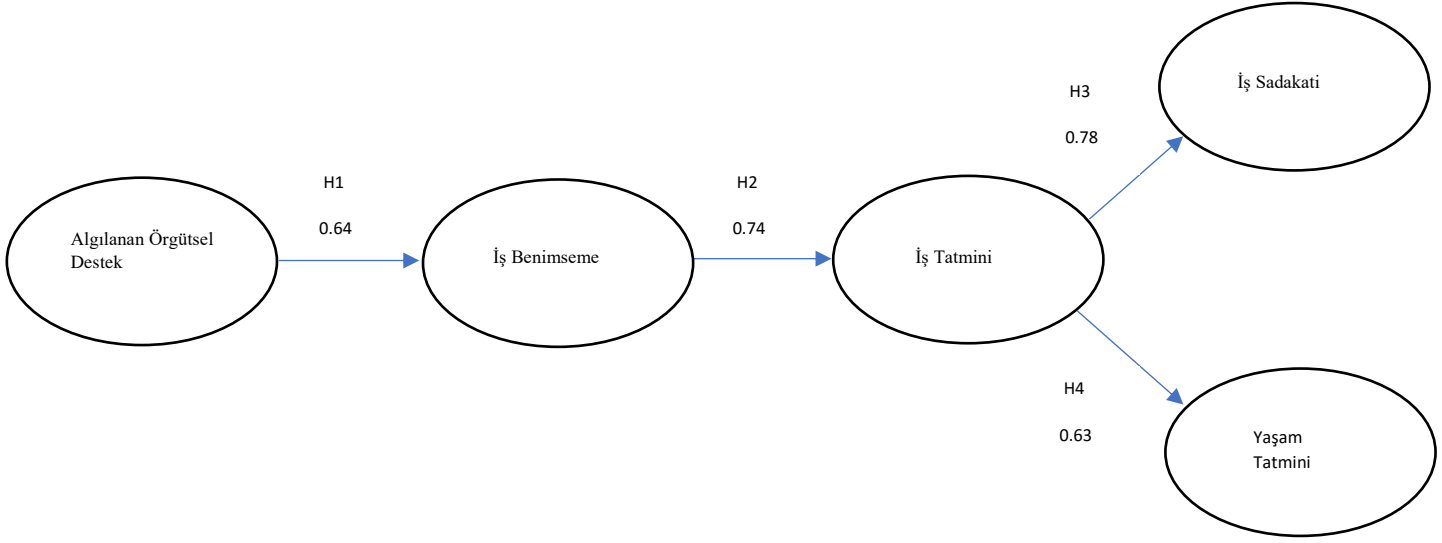 Algılanan Örgütsel
Destek
H1
0.64
İş Benimseme
H2
0.74
İş Tatmini
H3
0.78
İş Sadakati
H4
0.63
Yaşam
Tatmini